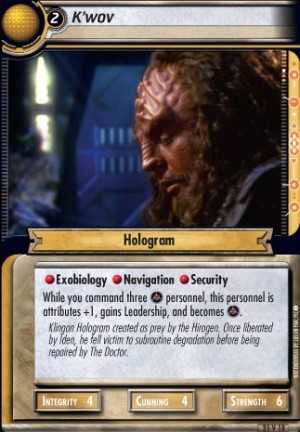 2 K'wov
Hologram
Exobiology Navigation Security
While you command three personnel, this personnel is
attributes +1, gains Leadership, and becomes .
Klingon Hologram created as prey by the Hirogen. Once liberated
by Iden, he fell victim to subroutine degradation before being
repaired by The Doctor.
INTEGRITY 4 CUNNING 4 STRENGTH 6
51 V 18